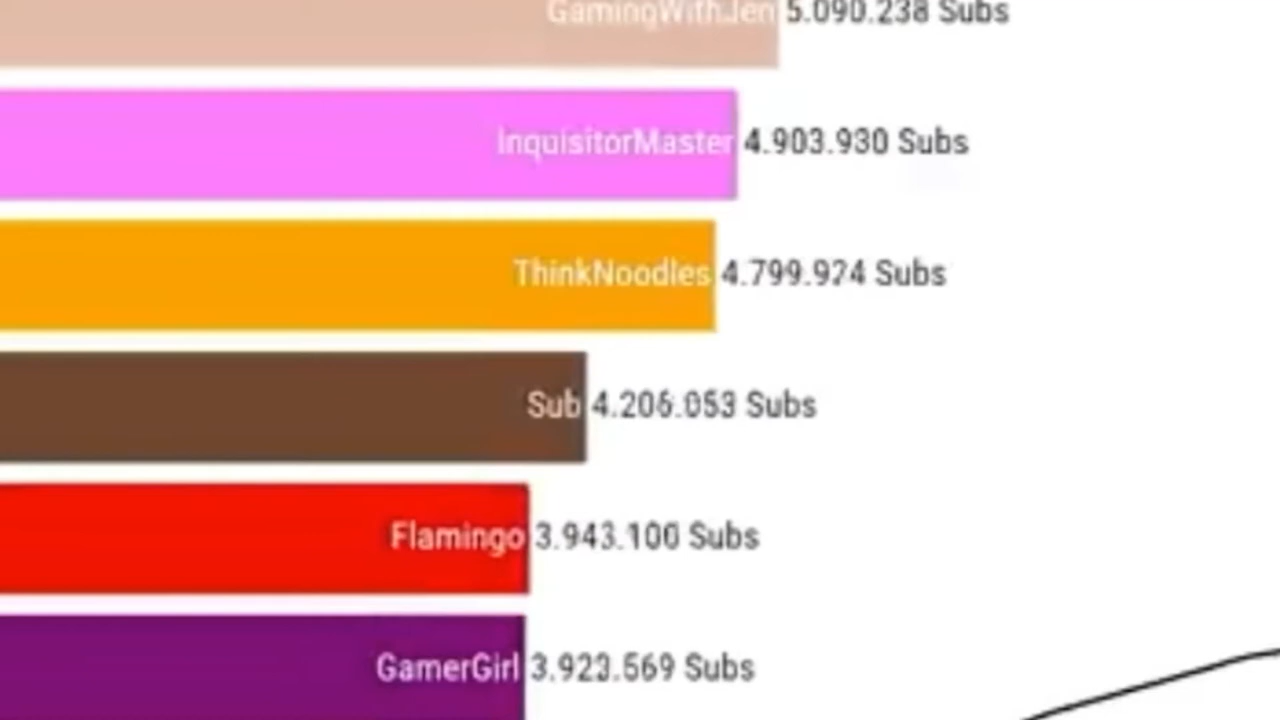 GamingWithJen 5.090.238 Subs
InquisitorMaster 4.903.930 Subs
ThinkNoodles 4.799.924 Subs
Sub 4.206.053 Subs
Flamingo 3.943.100 Subs
GamerGirl 3.923.569 Subs